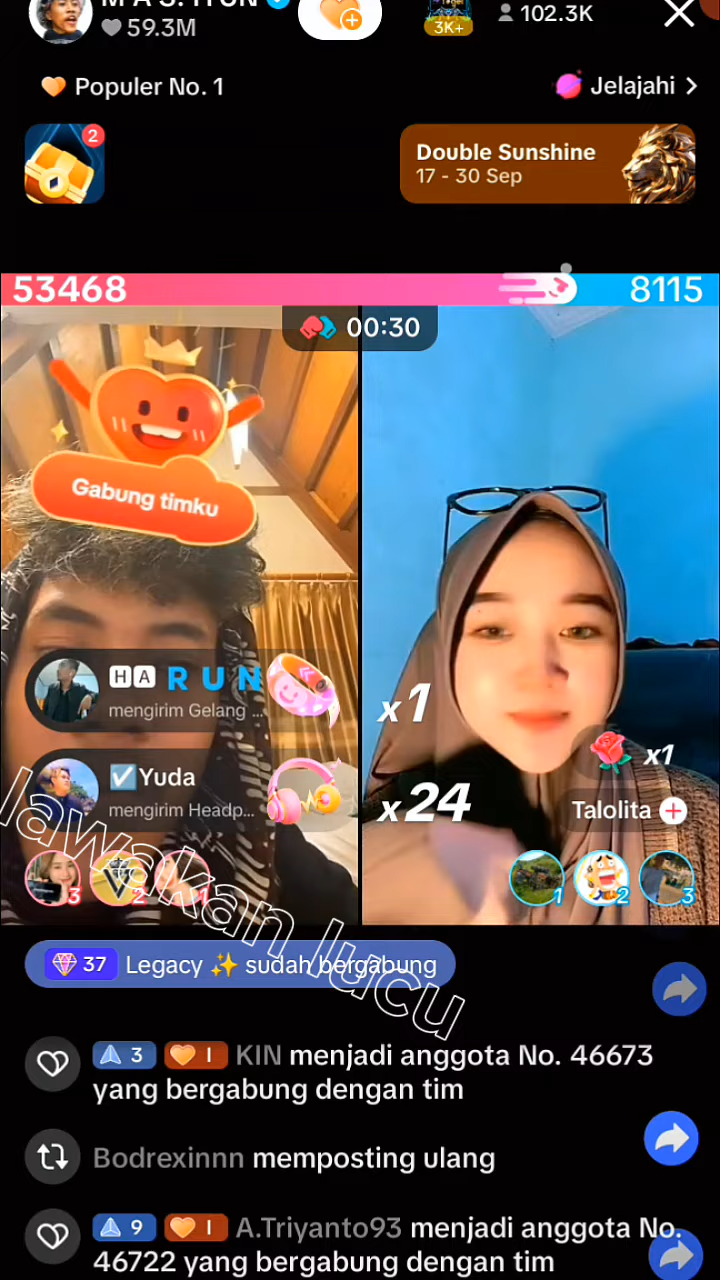 59.3M
3K+
102.3K
Populer No. 1
Jelajahi
2
Double Sunshine
17 - 30 Sep
53468
8115
00:30
Gabung timku
HA RUN
mengirim Gelang ...
x1
Yuda
mengirim Headp...
x1
x24
Talolita
3
2
1
1
2
3
lawakan lucu
37 Legacy ✨ sudah bergabung
3 I KIN menjadi anggota No. 46673
yang bergabung dengan tim
Bodrexinnn memposting ulang
9 I A.Triyanto93 menjadi anggota No.
46722 yang bergabung dengan tim